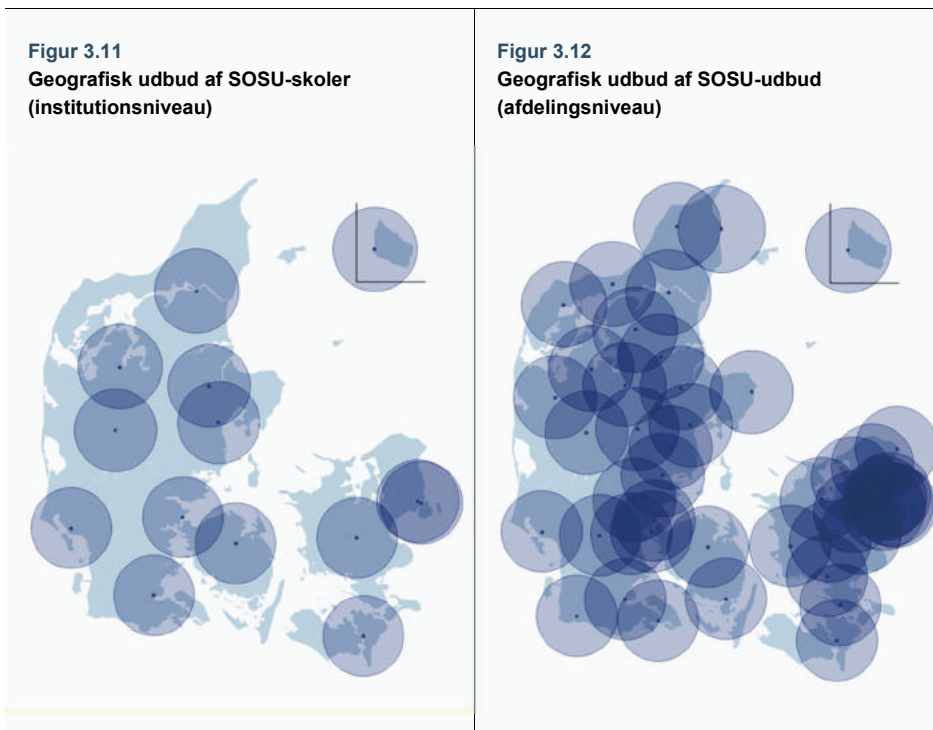 Figur 3.11
Geografisk udbud af SOSU-skoler
(institutionsniveau)
Figur 3.12
Geografisk udbud af SOSU-udbud
(afdelingsniveau)